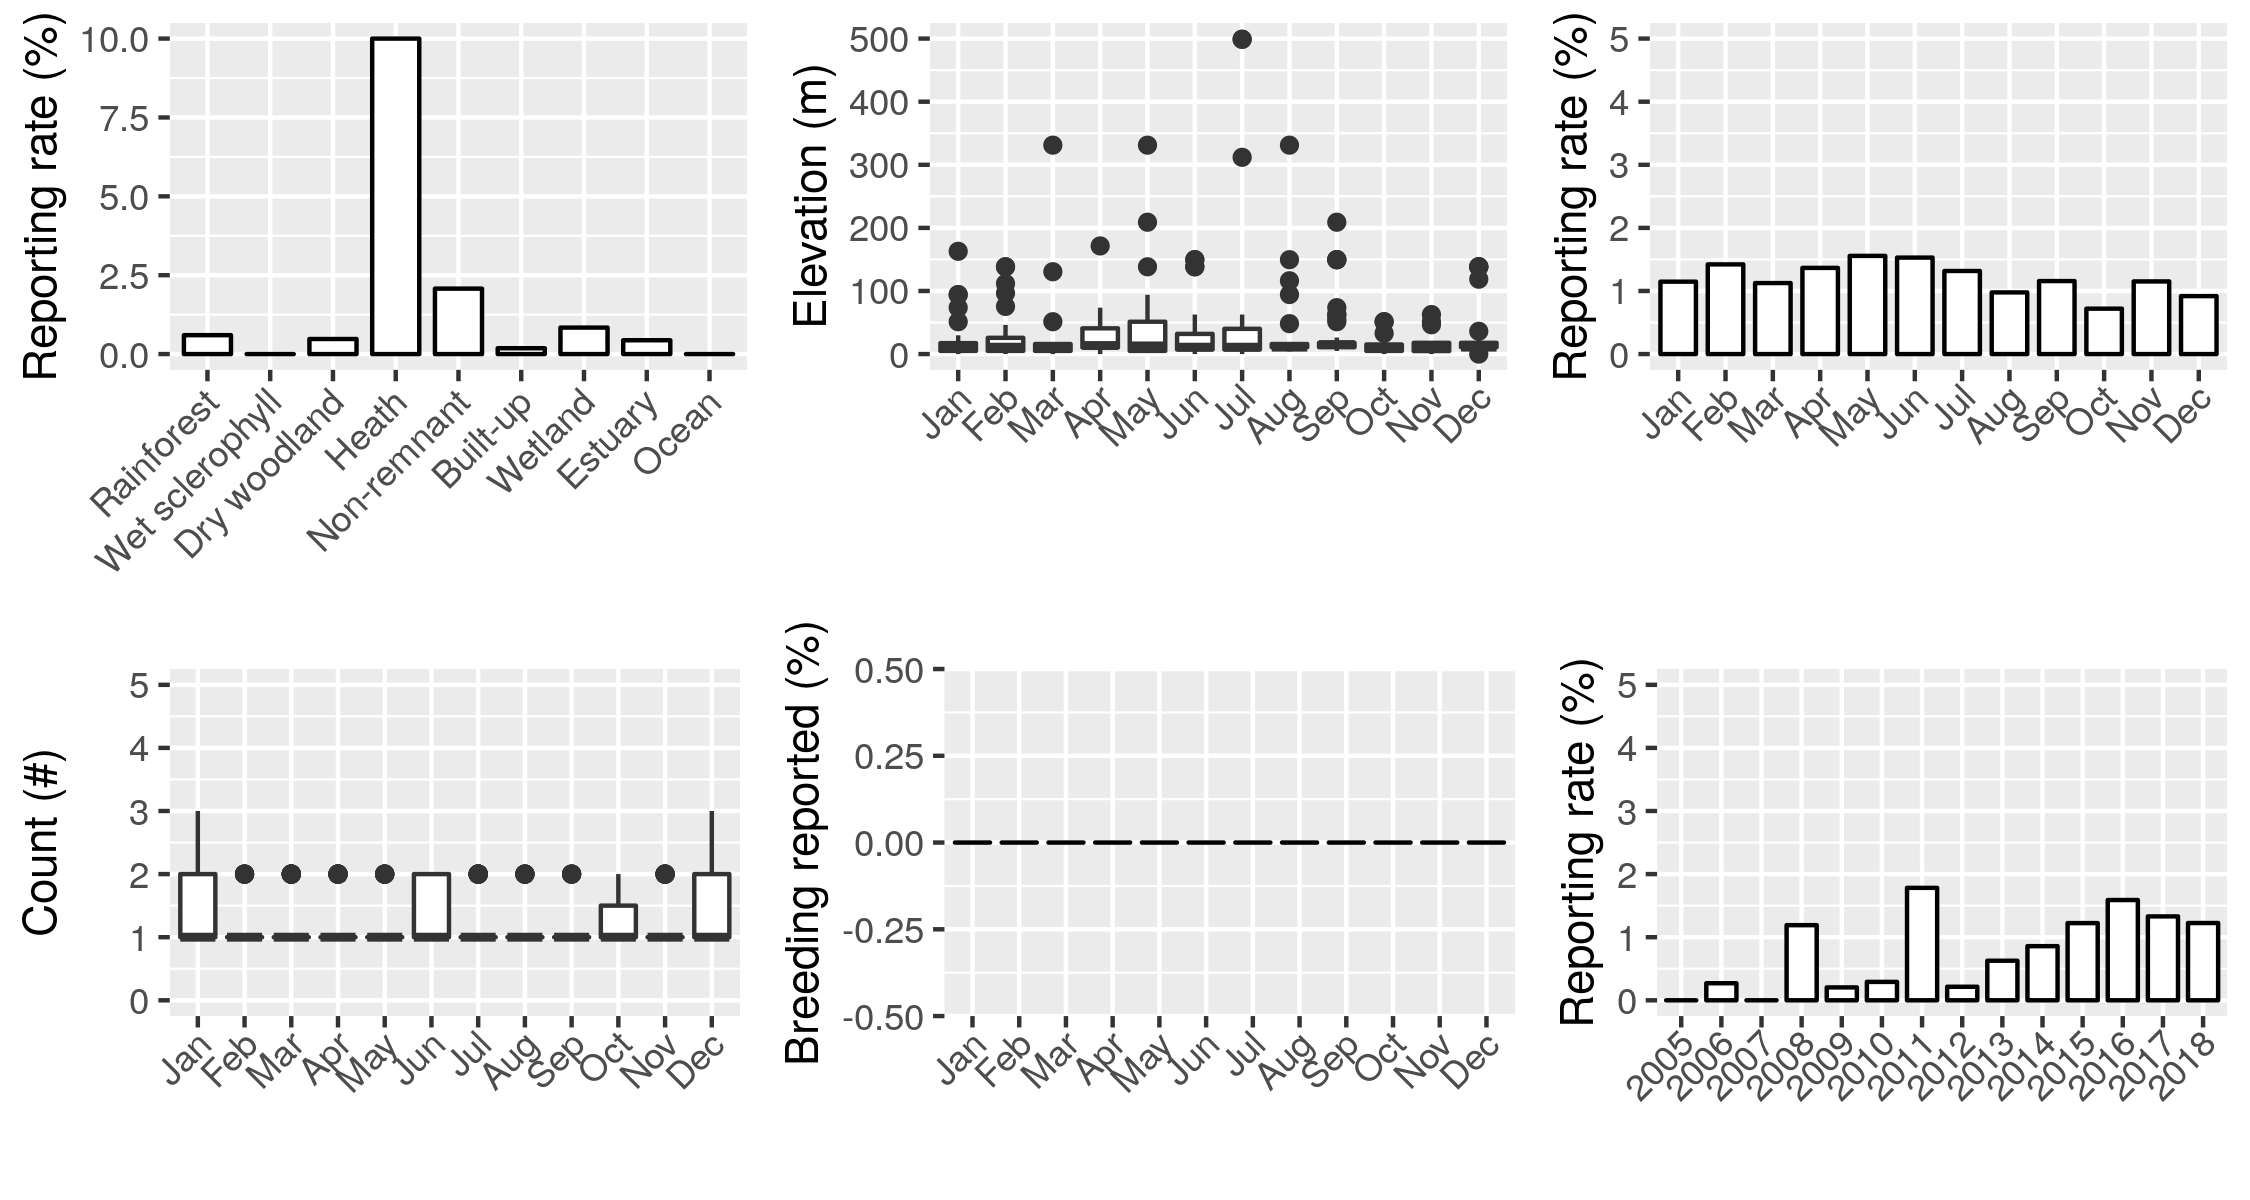 Reporting rate (%)
10.0
7.5
5.0
2.5
0.0
Rainforest
Wet sclerophyll
Dry woodland
Heath
Non-remnant
Built-up
Wetland
Estuary
Ocean
Elevation (m)
500
400
300
200
100
0
Jan
Feb
Mar
Apr
May
Jun
Jul
Aug
Sep
Oct
Nov
Dec
Reporting rate (%)
5
4
3
2
1
0
Jan
Feb
Mar
Apr
May
Jun
Jul
Aug
Sep
Oct
Nov
Dec
Count (#)
5
4
3
2
1
0
Jan
Feb
Mar
Apr
May
Jun
Jul
Aug
Sep
Oct
Nov
Dec
Breeding reported (%)
0.50
0.25
0.00
-0.25
-0.50
Jan
Feb
Mar
Apr
May
Jun
Jul
Aug
Sep
Oct
Nov
Dec
Reporting rate (%)
5
4
3
2
1
0
2005
2006
2007
2008
2009
2010
2011
2012
2013
2014
2015
2016
2017
2018